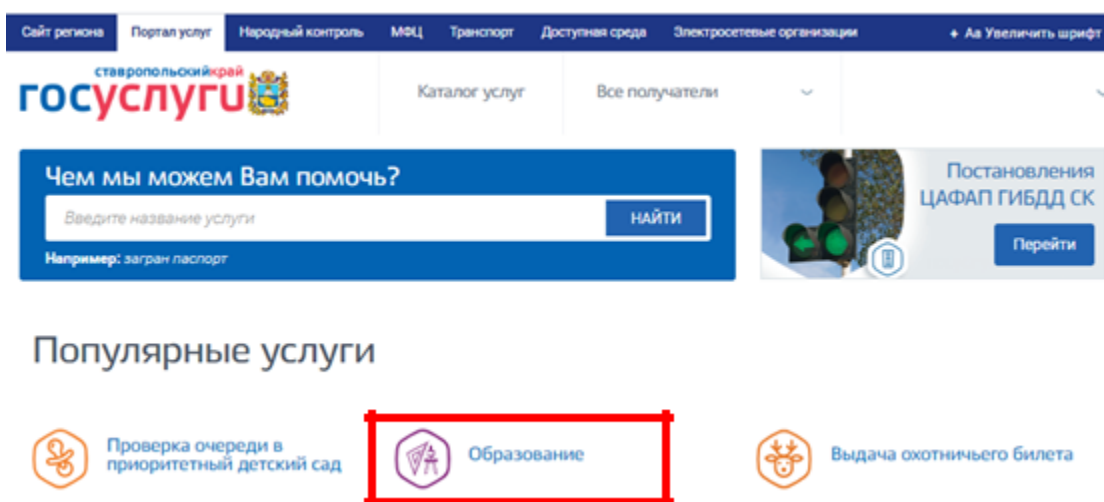 Сайт региона Портал услуг Народный контроль МФЦ Транспорт Доступная среда Электросетевые организации + Аа Увеличить шрифт
ставропольскийкрай
госуслуги
Каталог услуг Все получатели
Чем мы можем Вам помочь?
Введите название услуги НАЙТИ
Например: загран паспорт
Постановления
ЦАФАП ГИБДД СК
Перейти
Популярные услуги
Проверка очереди в
приоритетный детский сад
Образование
Выдача охотничьего билета